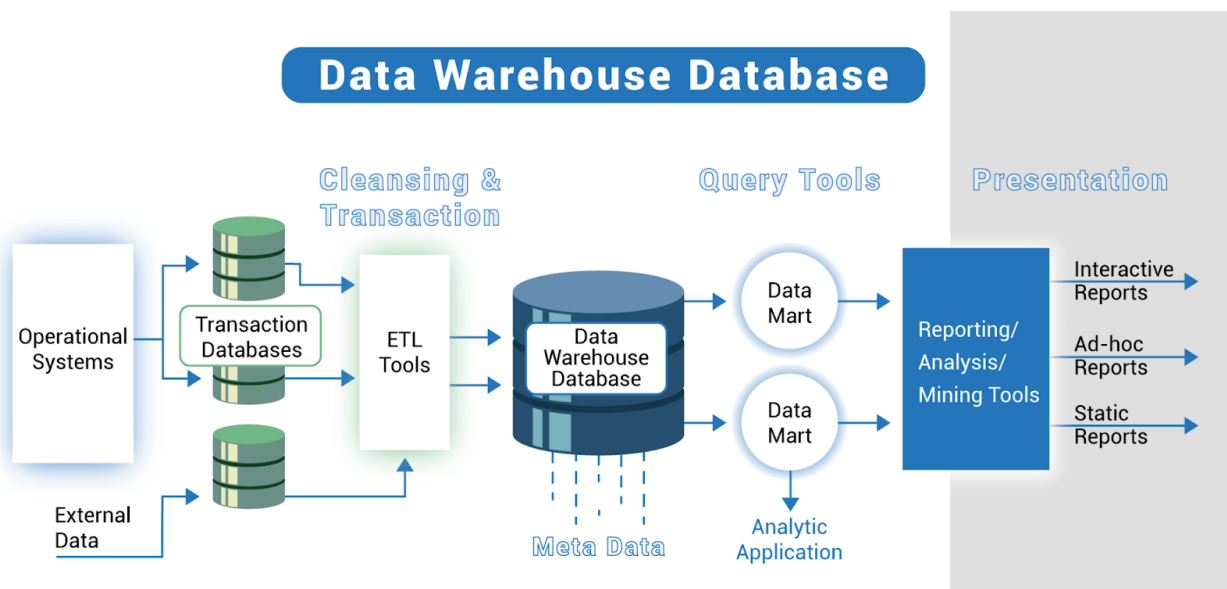 Data Warehouse Database
Cleansing &
Transaction
Query Tools
Presentation
Operational
Systems
Transaction
Databases
External
Data
ETL
Tools
Data
Warehouse
Database
Meta Data
Data
Mart
Data
Mart
Analytic
Application
Reporting/
Analysis/
Mining Tools
Interactive
Reports
Ad-hoc
Reports
Static
Reports